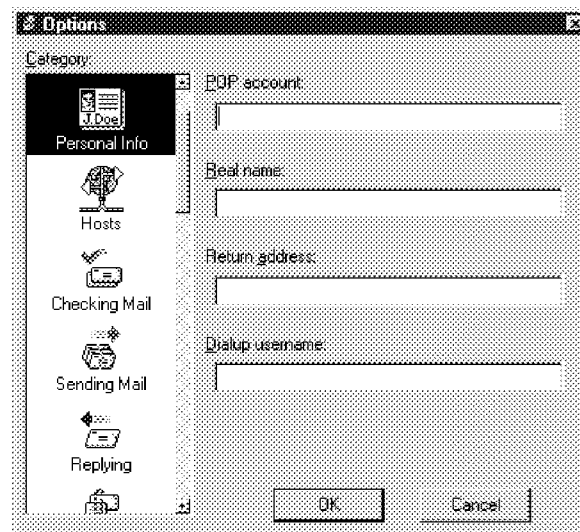 Options
Category:
J.Doe
Personal Info
Hosts
Checking Mail
Sending Mail
Replying
POP account:
Real name:
Return address:
Dialup username:
OK
Cancel